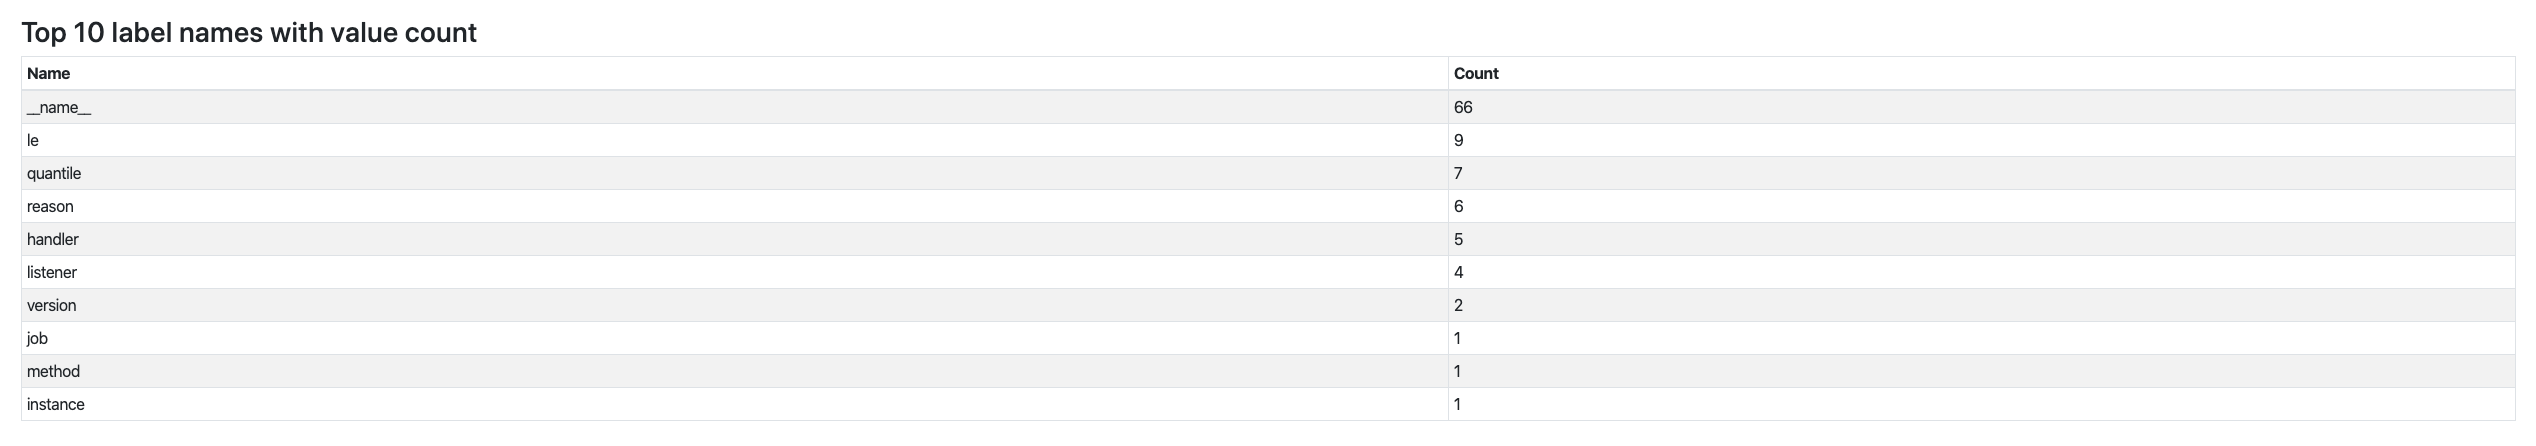 Top 10 label names with value count
Name Count
__name__ 66
le 9
quantile 7
reason 6
handler 5
listener 4
version 2
job 1
method 1
instance 1